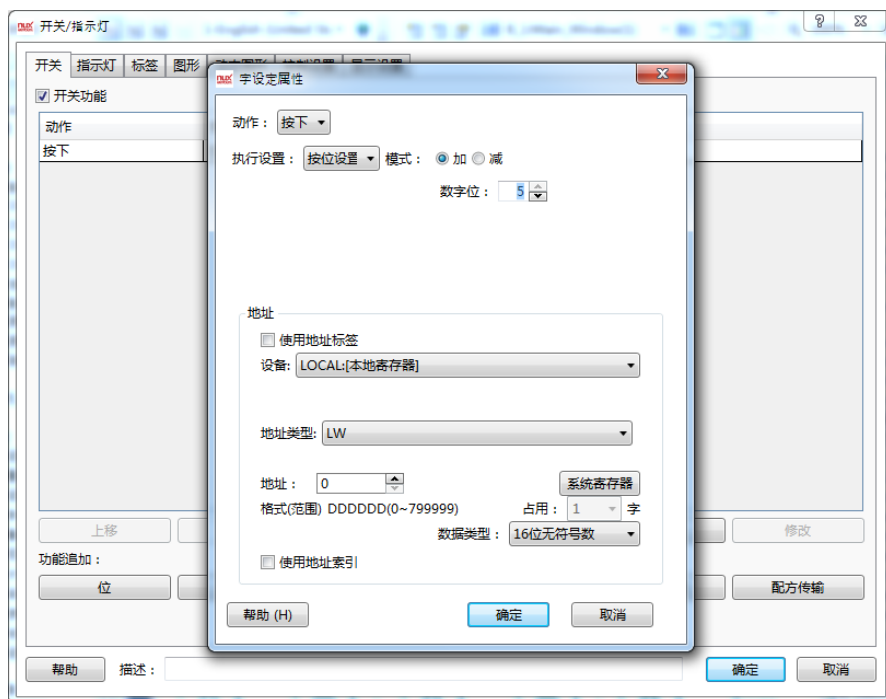 nux 开关/指示灯
开关 指示灯 标签 图形
nux 字设定属性
开关功能
动作
按下
动作： 按下
执行设置： 按位设置 模式： 加 减
数字位： 5
地址
使用地址标签
设备: LOCAL:[本地寄存器]
地址类型: LW
地址： 0 系统寄存器
格式(范围) DDDDDD(0~799999) 占用： 1 字
数据类型： 16位无符号数
使用地址索引
上移 修改
功能追加：
位 配方传输
帮助 (H) 确定 取消
帮助 描述： 确定 取消